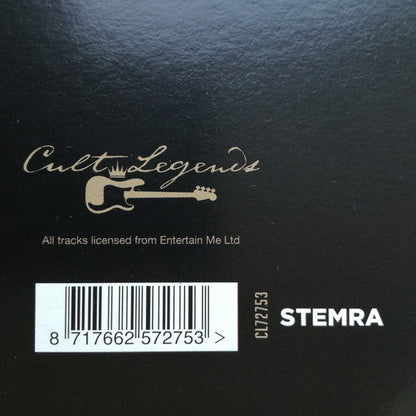 Cult Legends
All tracks licensed from Entertain Me Ltd
8 717662 572753 >
CL72753
STEMRA